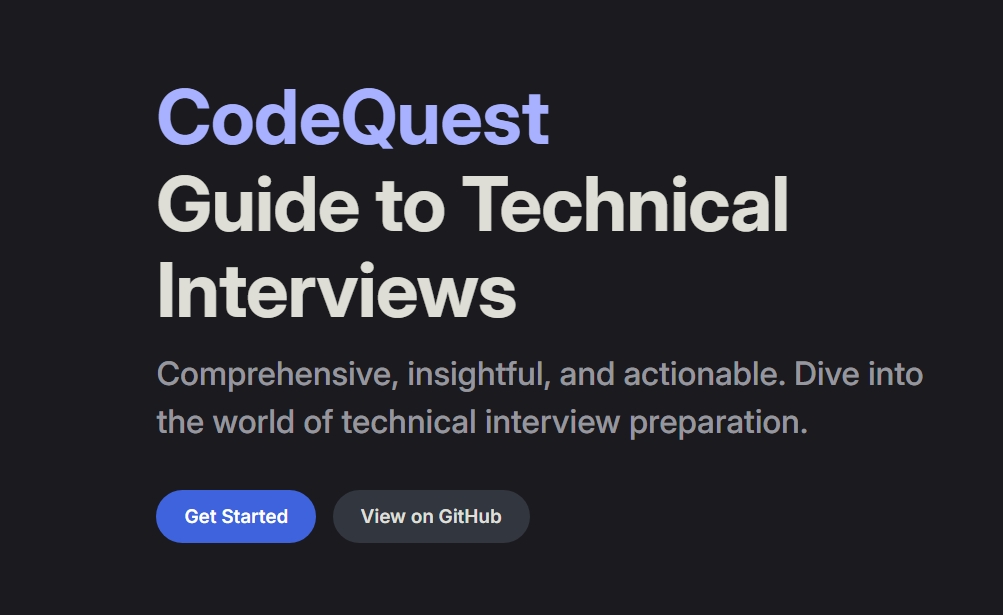 CodeQuest
Guide to Technical
Interviews
Comprehensive, insightful, and actionable. Dive into
the world of technical interview preparation.
Get Started
View on GitHub